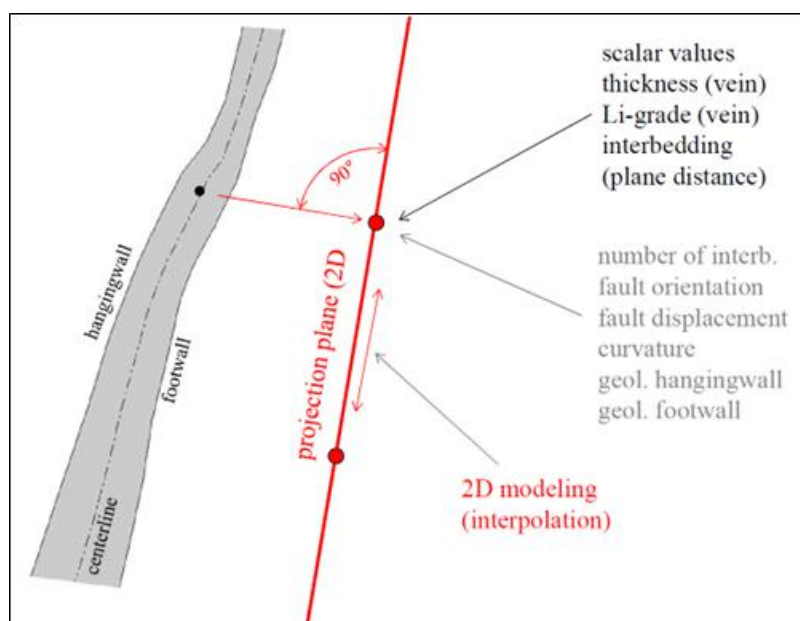 scalar values
thickness (vein)
Li-grade (vein)
interbedding
(plane distance)
90°
hangingwall
footwall
centerline
projection plane (2D
number of interb.
fault orientation
fault displacement
curvature
geol. hangingwall
geol. footwall
2D modeling
(interpolation)